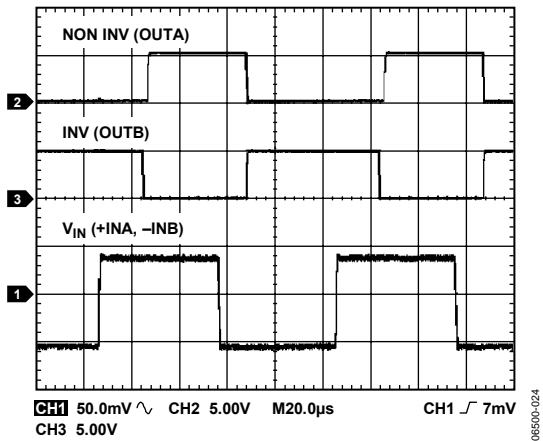 NON INV (OUTA)
2
INV (OUTB)
3
VIN (+INA, –INB)
1
CH1 50.0mV CH2 5.00V M20.0µs CH1 7mV
CH3 5.00V
06500-024